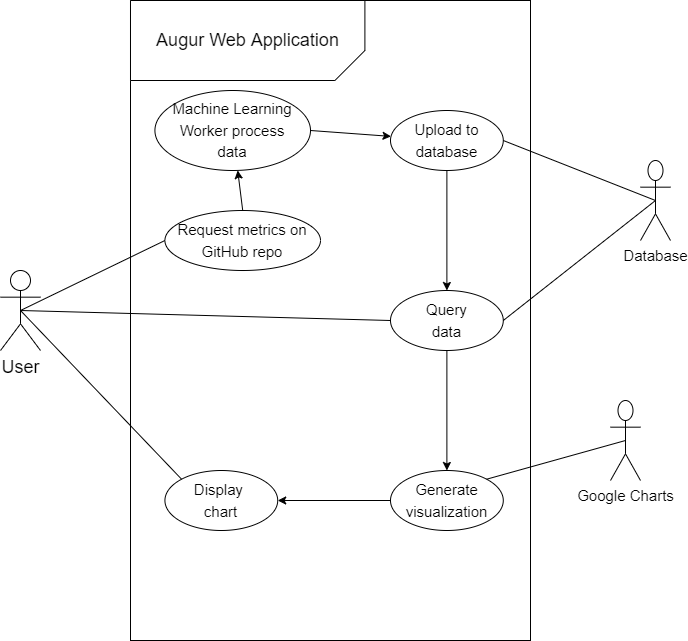 Augur Web Application
Machine Learning
Worker process
data
Upload to
database
Request metrics on
GitHub repo
Database
User
Query
data
Google Charts
Display
chart
Generate
visualization